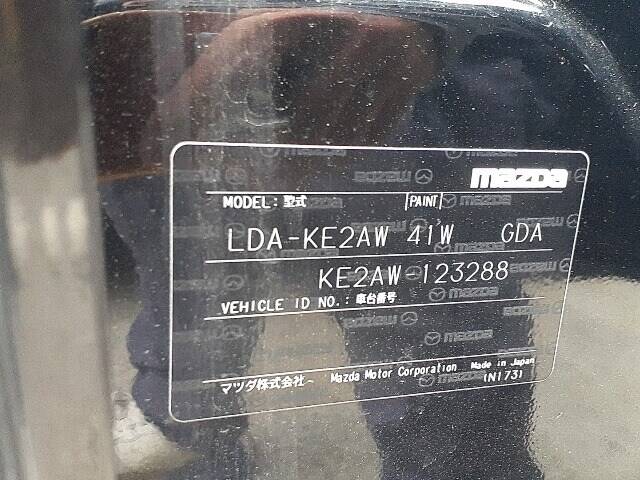 mazda
MODEL: 型式 PAINT
LDA-KE2AW 41W GDA
KE2AW-123288
VEHICLE ID NO.: 車台番号
マツダ株式会社 Mazda Motor Corporation Made in Japan
(N173)